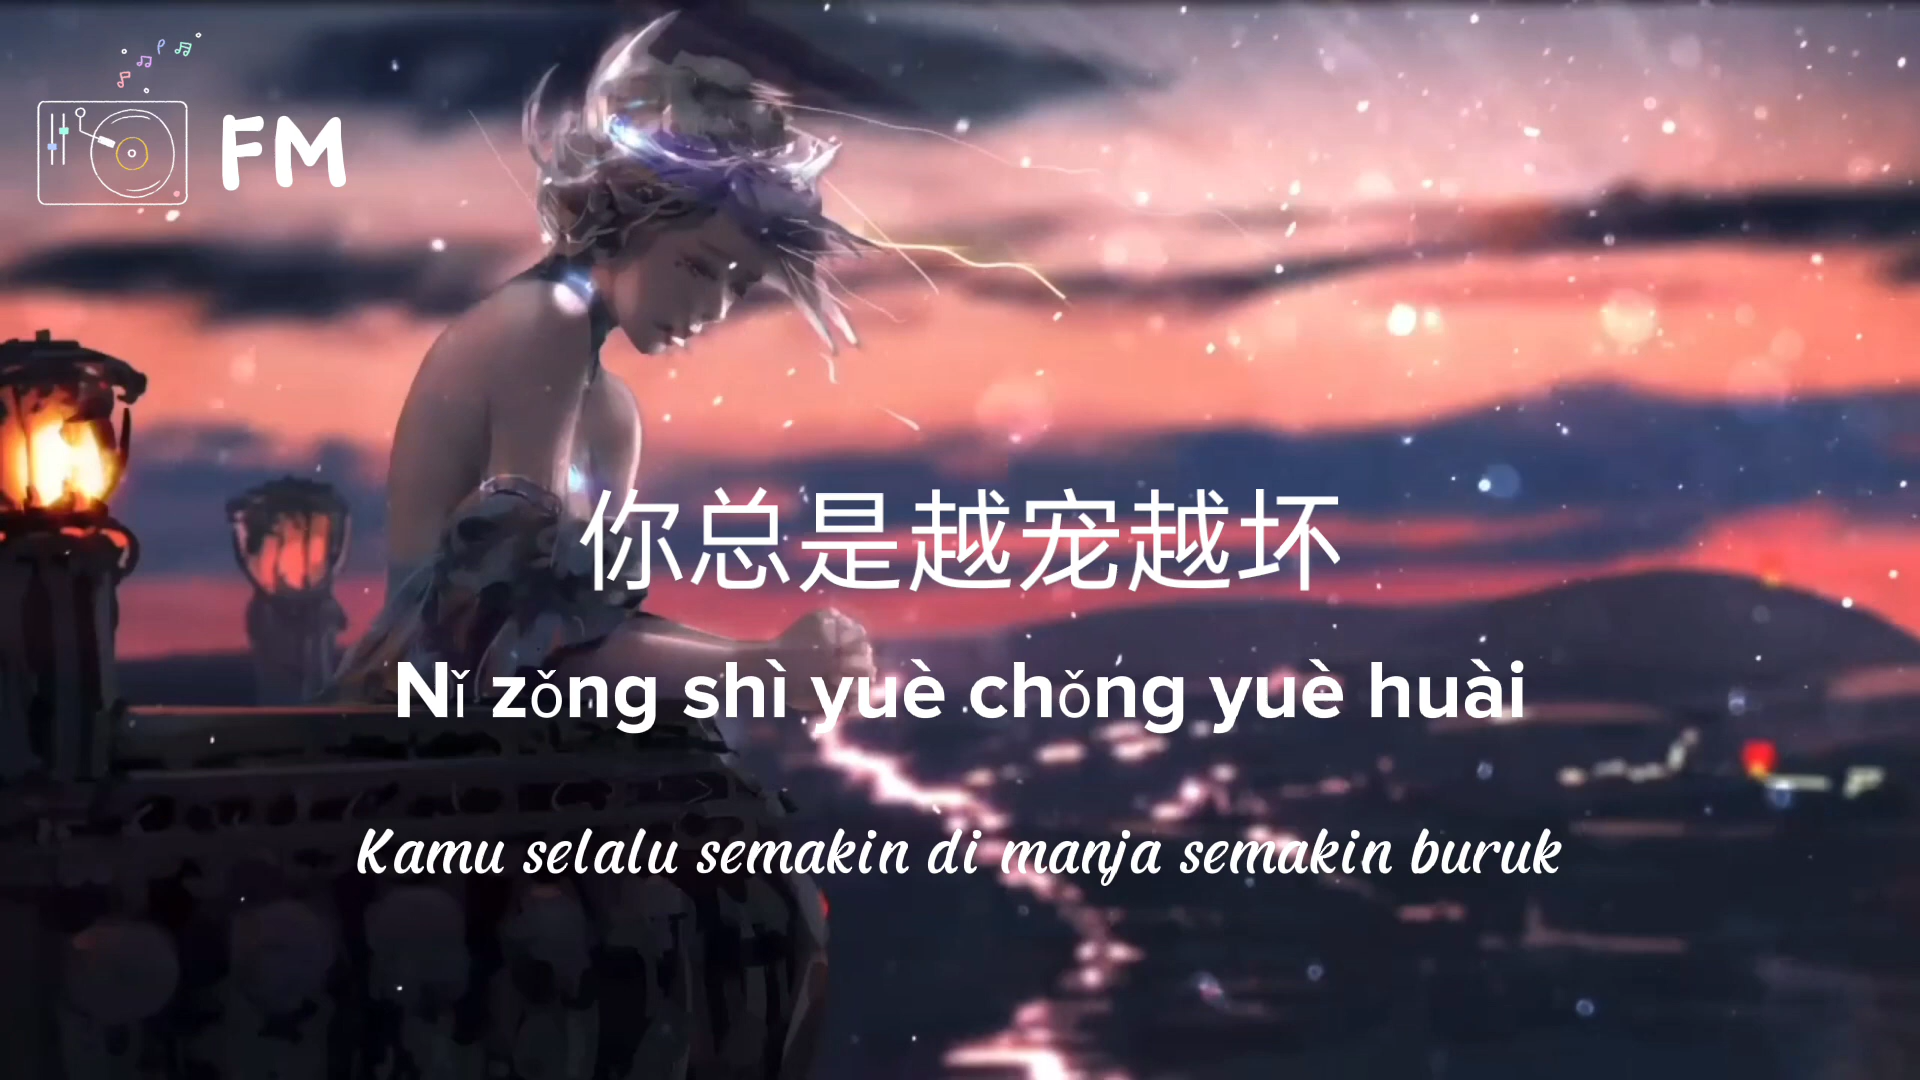 FM
你总是越宠越坏
Nǐ zǒng shì yuè chǒng yuè huài
Kamu selalu semakin di manja semakin buruk